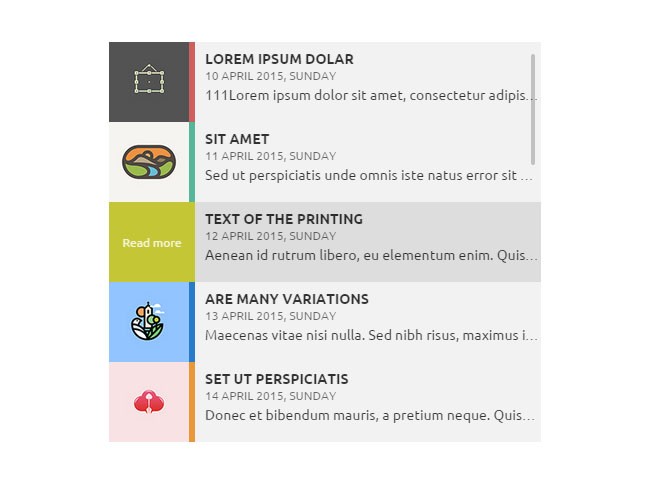 LOREM IPSUM DOLAR
10 APRIL 2015, SUNDAY
111Lorem ipsum dolor sit amet, consectetur adipis...
SIT AMET
11 APRIL 2015, SUNDAY
Sed ut perspiciatis unde omnis iste natus error sit ...
Read more
TEXT OF THE PRINTING
12 APRIL 2015, SUNDAY
Aenean id rutrum libero, eu elementum enim. Quis...
ARE MANY VARIATIONS
13 APRIL 2015, SUNDAY
Maecenas vitae nisi nulla. Sed nibh risus, maximus i...
SET UT PERSPICIATIS
14 APRIL 2015, SUNDAY
Donec et bibendum mauris, a pretium neque. Quis...